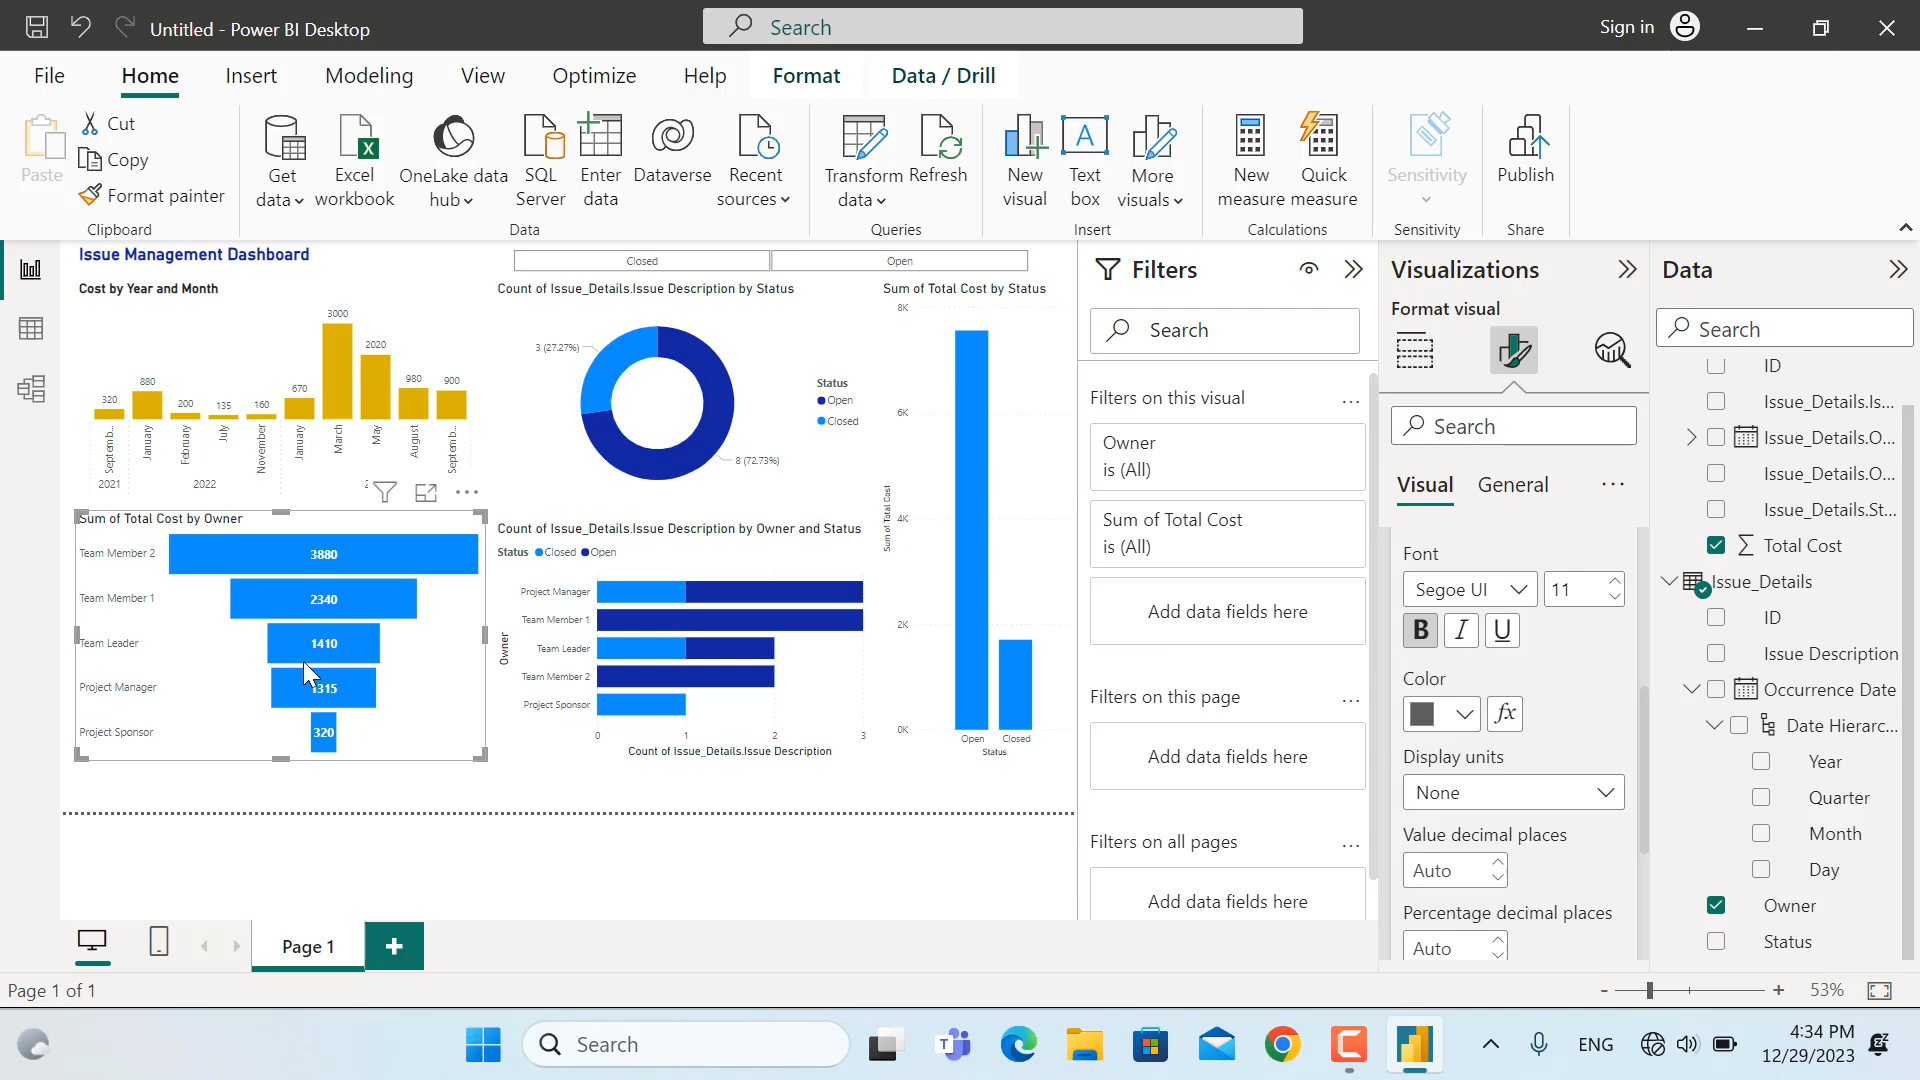 Untitled - Power BI Desktop
Search
Sign in
File
Home
Insert
Modeling
View
Optimize
Help
Format
Data / Drill
Paste
Cut
Copy
Format painter
Clipboard
Get data
Excel workbook
OneLake data hub
SQL Server
Enter data
Dataverse
Recent sources
Data
Transform data
Refresh
Queries
New visual
Text box
More visuals
Insert
New measure
Quick measure
Calculations
Sensitivity
Sensitivity
Publish
Share
Issue Management Dashboard
Closed
Open
Cost by Year and Month
3000
2020
980
900
880
670
320
200
135
160
Septemb...
January
February
July
November
January
March
May
August
Septemb...
2021
2022
Count of Issue_Details.Issue Description by Status
3 (27.27%)
8 (72.73%)
Status
Open
Closed
Sum of Total Cost by Status
8K
6K
4K
2K
0K
Sum of Total Cost
Open
Closed
Status
Sum of Total Cost by Owner
Team Member 2
3880
Team Member 1
2340
Team Leader
1410
Project Manager
1315
Project Sponsor
320
Count of Issue_Details.Issue Description by Owner and Status
Status
Closed
Open
Owner
Project Manager
Team Member 1
Team Leader
Team Member 2
Project Sponsor
0
1
2
3
Count of Issue_Details.Issue Description
Filters
Search
Filters on this visual
...
Owner
is (All)
Sum of Total Cost
is (All)
Add data fields here
Filters on this page
...
Add data fields here
Filters on all pages
...
Add data fields here
Visualizations
Format visual
Search
Visual
General
...
Font
Segoe UI
11
B
I
U
Color
fx
Display units
None
Value decimal places
Auto
Percentage decimal places
Auto
Data
Search
ID
Issue_Details.Is...
Issue_Details.O...
Issue_Details.O...
Issue_Details.St...
Total Cost
Issue_Details
ID
Issue Description
Occurrence Date
Date Hierarc...
Year
Quarter
Month
Day
Owner
Status
Page 1
+
Page 1 of 1
-
+
53%
Search
ENG
4:34 PM
12/29/2023